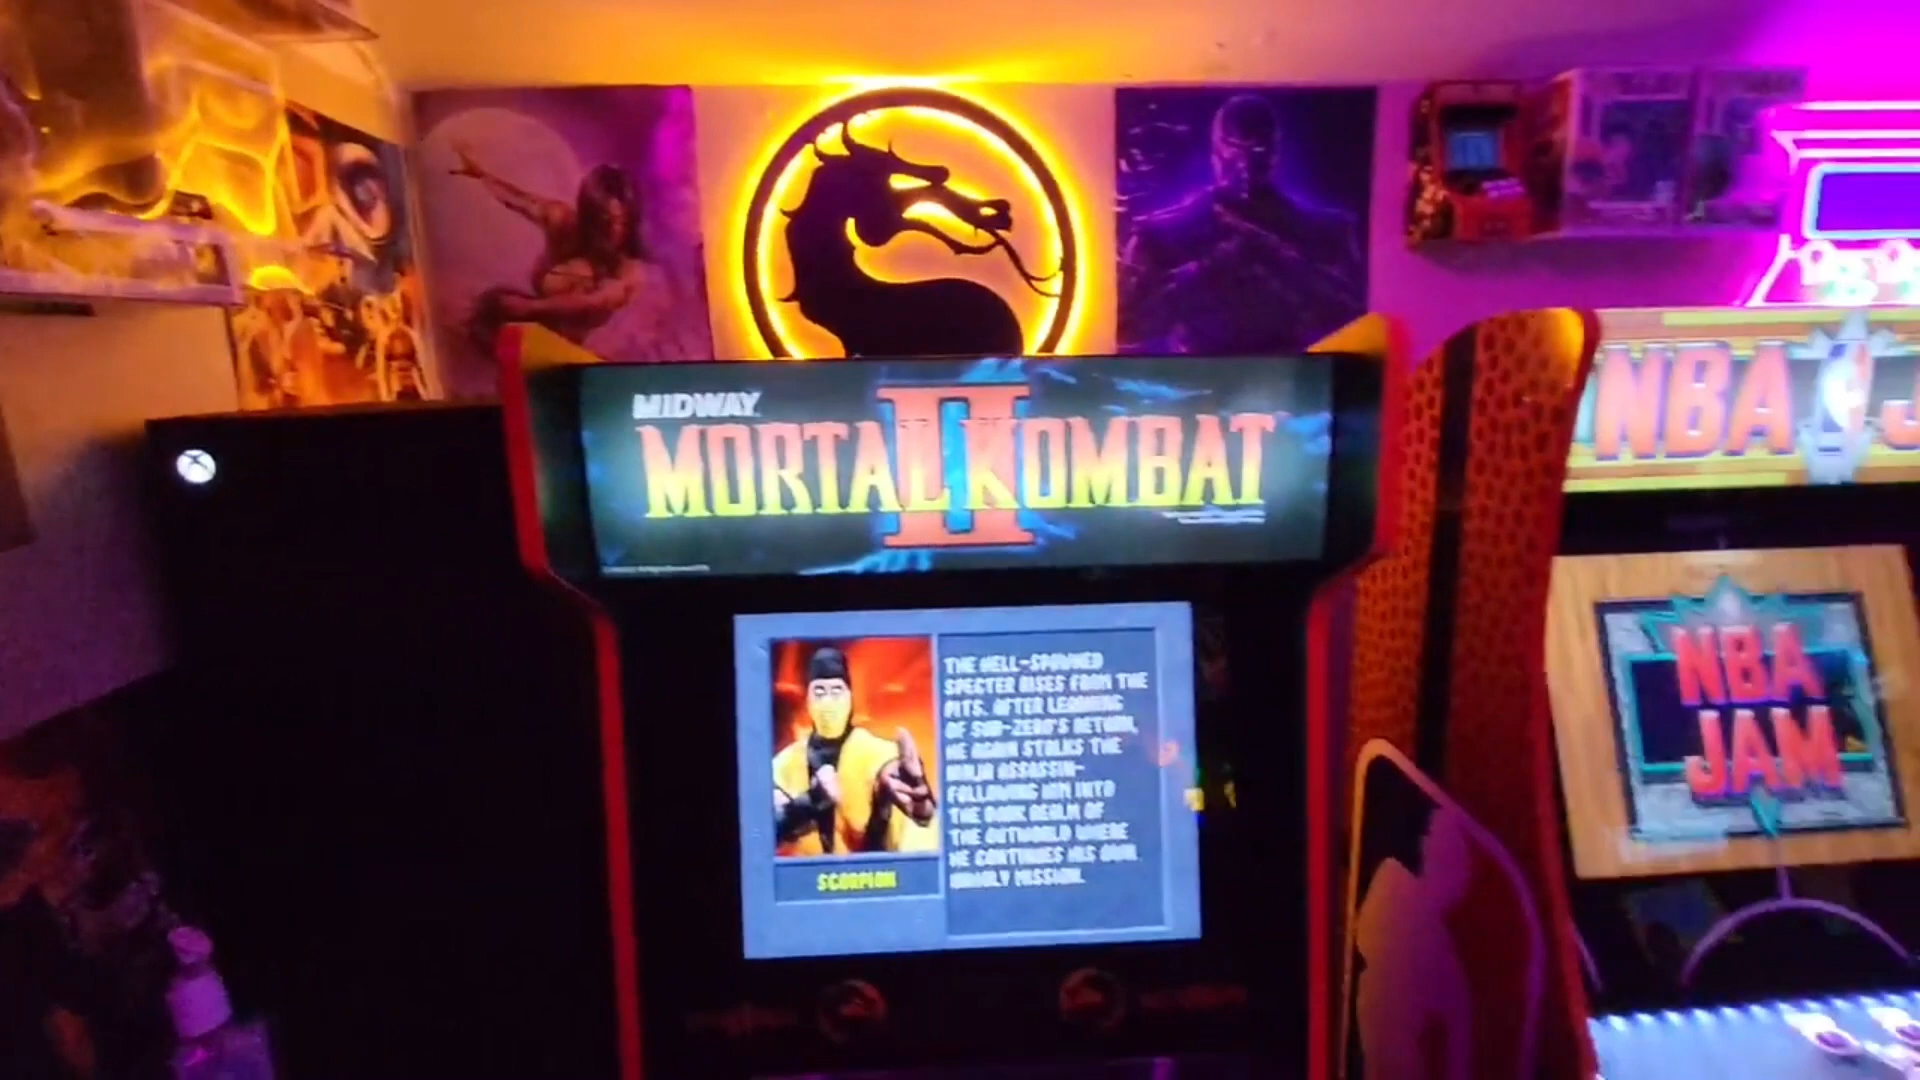 MIDWAY
MORTAL KOMBAT
II
NBA J
THE HELL-SPAWNED
SPECTER RISES FROM THE
PITS. AFTER LEARNING
OF SUB-ZERO'S RETURN,
HE AGAIN STALKS THE
NINJA ASSASSIN-
FOLLOWING HIM INTO
THE DARK REALM OF
THE OUTWORLD WHERE
HE CONTINUES HIS OWN
UNHOLY MISSION.
SCORPION
NBA
JAM